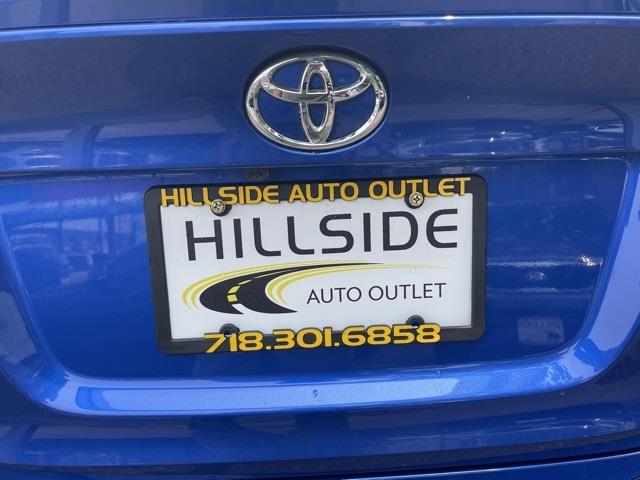 HILLSIDE AUTO OUTLET
HILLSIDE
AUTO OUTLET
718.301.6858